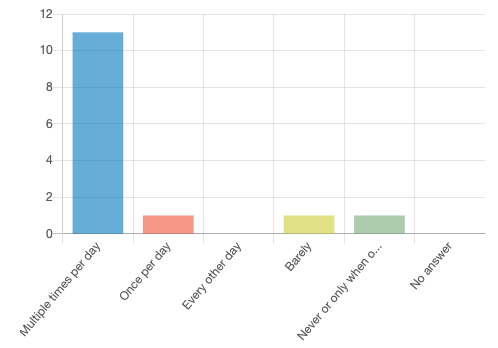 12
10
8
6
4
2
0
Multiple times per day
Once per day
Every other day
Barely
Never or only when o...
No answer